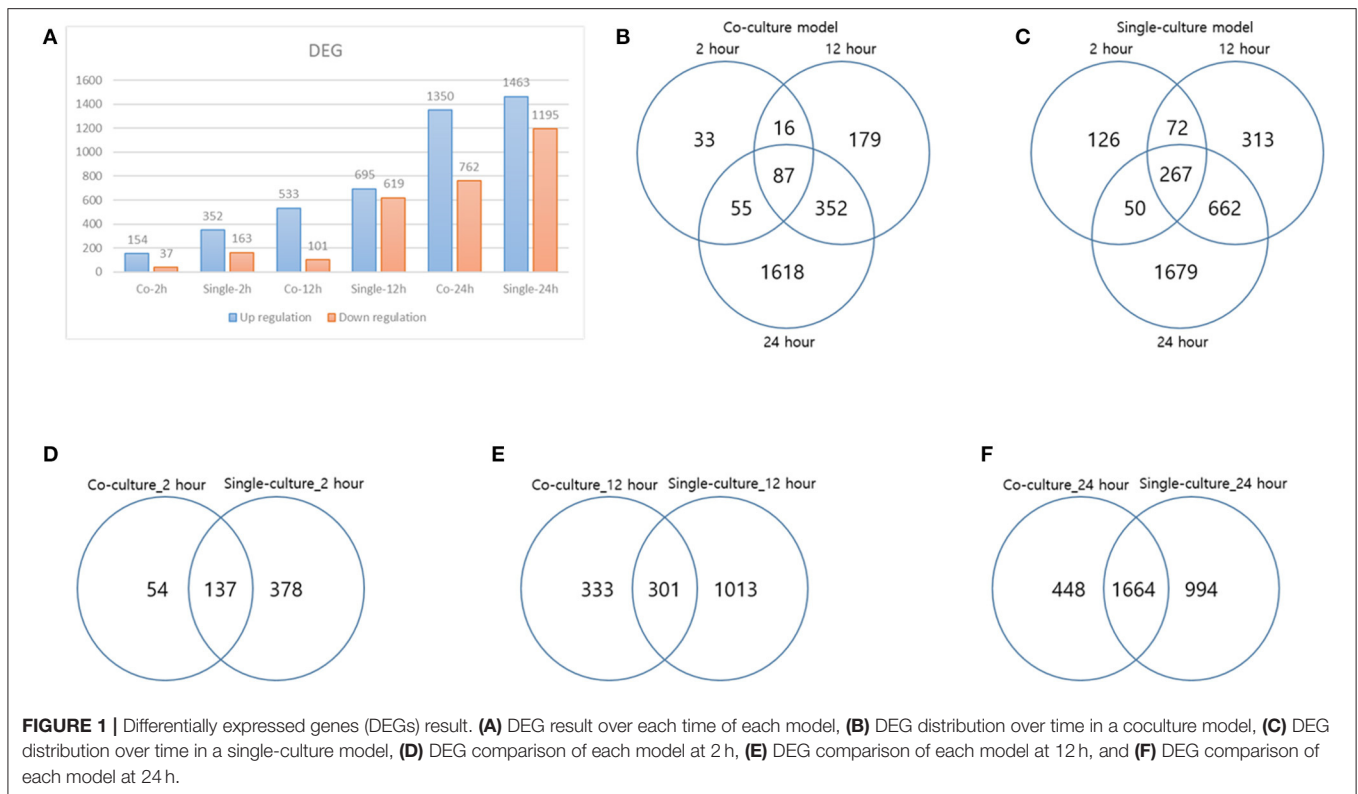 A
DEG
1600
1400
1200
1000
800
600
400
200
0
154
37
352
163
533
101
695
619
1350
762
1463
1195
Co-2h Single-2h Co-12h Single-12h Co-24h Single-24h
Up regulation Down regulation
B
Co-culture model
2 hour 12 hour
33 16 179
87
55 352
1618
24 hour
C
Single-culture model
2 hour 12 hour
126 72 313
267
50 662
1679
24 hour
D
Co-culture_2 hour Single-culture_2 hour
54 137 378
E
Co-culture_12 hour Single-culture_12 hour
333 301 1013
F
Co-culture_24 hour Single-culture_24 hour
448 1664 994
FIGURE 1 | Differentially expressed genes (DEGs) result. (A) DEG result over each time of each model, (B) DEG distribution over time in a coculture model, (C) DEG
distribution over time in a single-culture model, (D) DEG comparison of each model at 2 h, (E) DEG comparison of each model at 12 h, and (F) DEG comparison of
each model at 24 h.